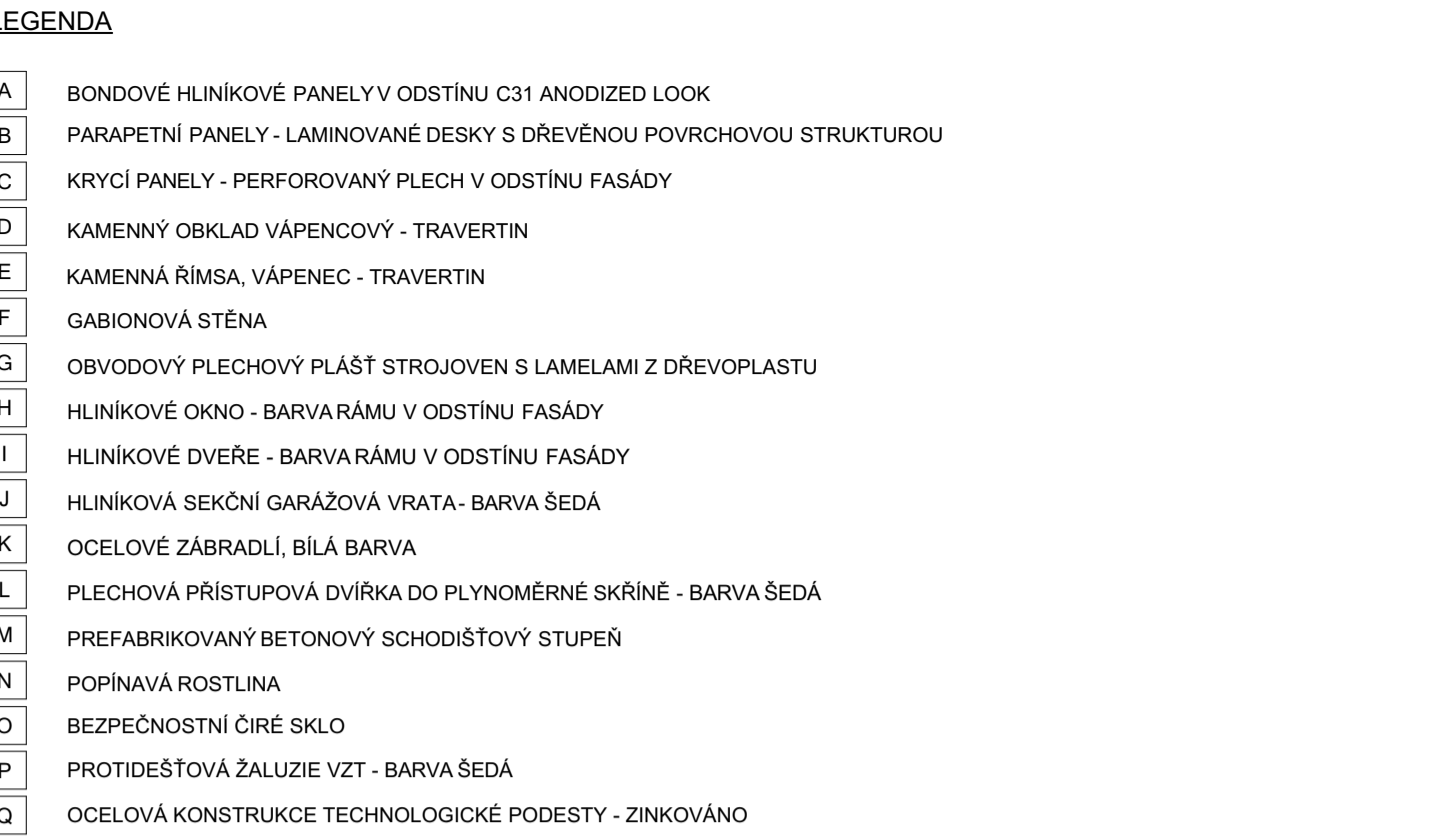 LEGENDA
A BONDOVÉ HLINÍKOVÉ PANELY V ODSTÍNU C31 ANODIZED LOOK
B PARAPETNÍ PANELY - LAMINOVANÉ DESKY S DŘEVĚNOU POVRCHOVOU STRUKTUROU
C KRYCÍ PANELY - PERFOROVANÝ PLECH V ODSTÍNU FASÁDY
D KAMENNÝ OBKLAD VÁPENCOVÝ - TRAVERTIN
E KAMENNÁ ŘÍMSA, VÁPENEC - TRAVERTIN
F GABIONOVÁ STĚNA
G OBVODOVÝ PLECHOVÝ PLÁŠŤ STROJOVEN S LAMELAMI Z DŘEVOPLASTU
H HLINÍKOVÉ OKNO - BARVA RÁMU V ODSTÍNU FASÁDY
I HLINÍKOVÉ DVEŘE - BARVA RÁMU V ODSTÍNU FASÁDY
J HLINÍKOVÁ SEKČNÍ GARÁŽOVÁ VRATA - BARVA ŠEDÁ
K OCELOVÉ ZÁBRADLÍ, BÍLÁ BARVA
L PLECHOVÁ PŘÍSTUPOVÁ DVÍŘKA DO PLYNOMĚRNÉ SKŘÍNĚ - BARVA ŠEDÁ
M PREFABRIKOVANÝ BETONOVÝ SCHODIŠŤOVÝ STUPEŇ
N POPÍNAVÁ ROSTLINA
O BEZPEČNOSTNÍ ČIRÉ SKLO
P PROTIDEŠŤOVÁ ŽALUZIE VZT - BARVA ŠEDÁ
Q OCELOVÁ KONSTRUKCE TECHNOLOGICKÉ PODESTY - ZINKOVÁNO